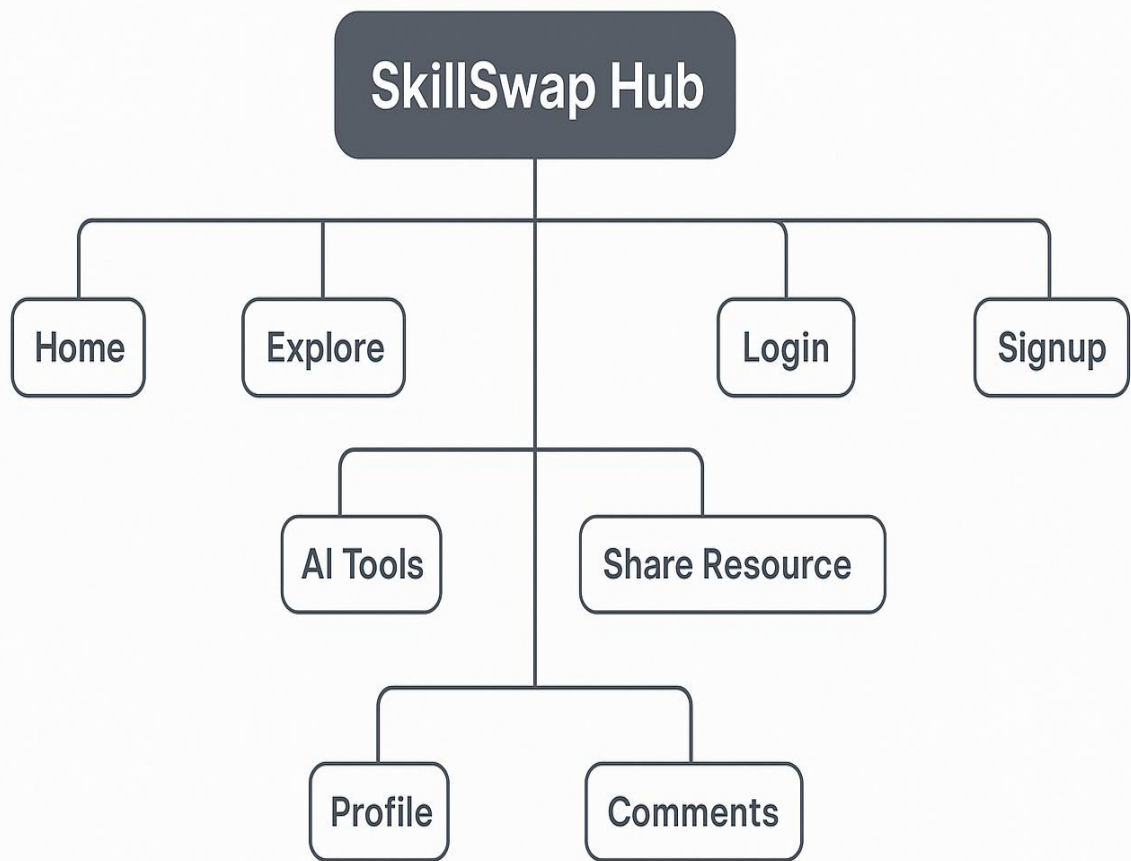 SkillSwap Hub
Home
Explore
Login
Signup
AI Tools
Share Resource
Profile
Comments